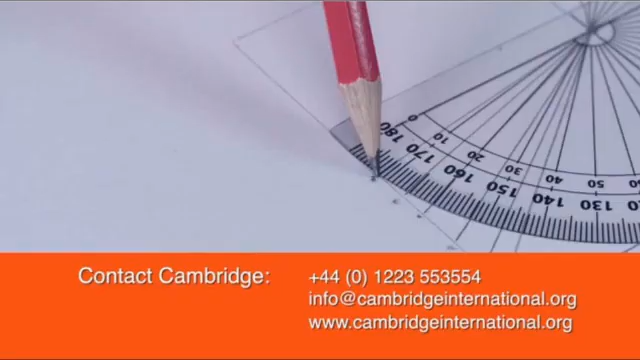 180 170 160 150 140 130 120
0 10 20 30 40 50 60
Contact Cambridge: +44 (0) 1223 553554
info@cambridgeinternational.org
www.cambridgeinternational.org